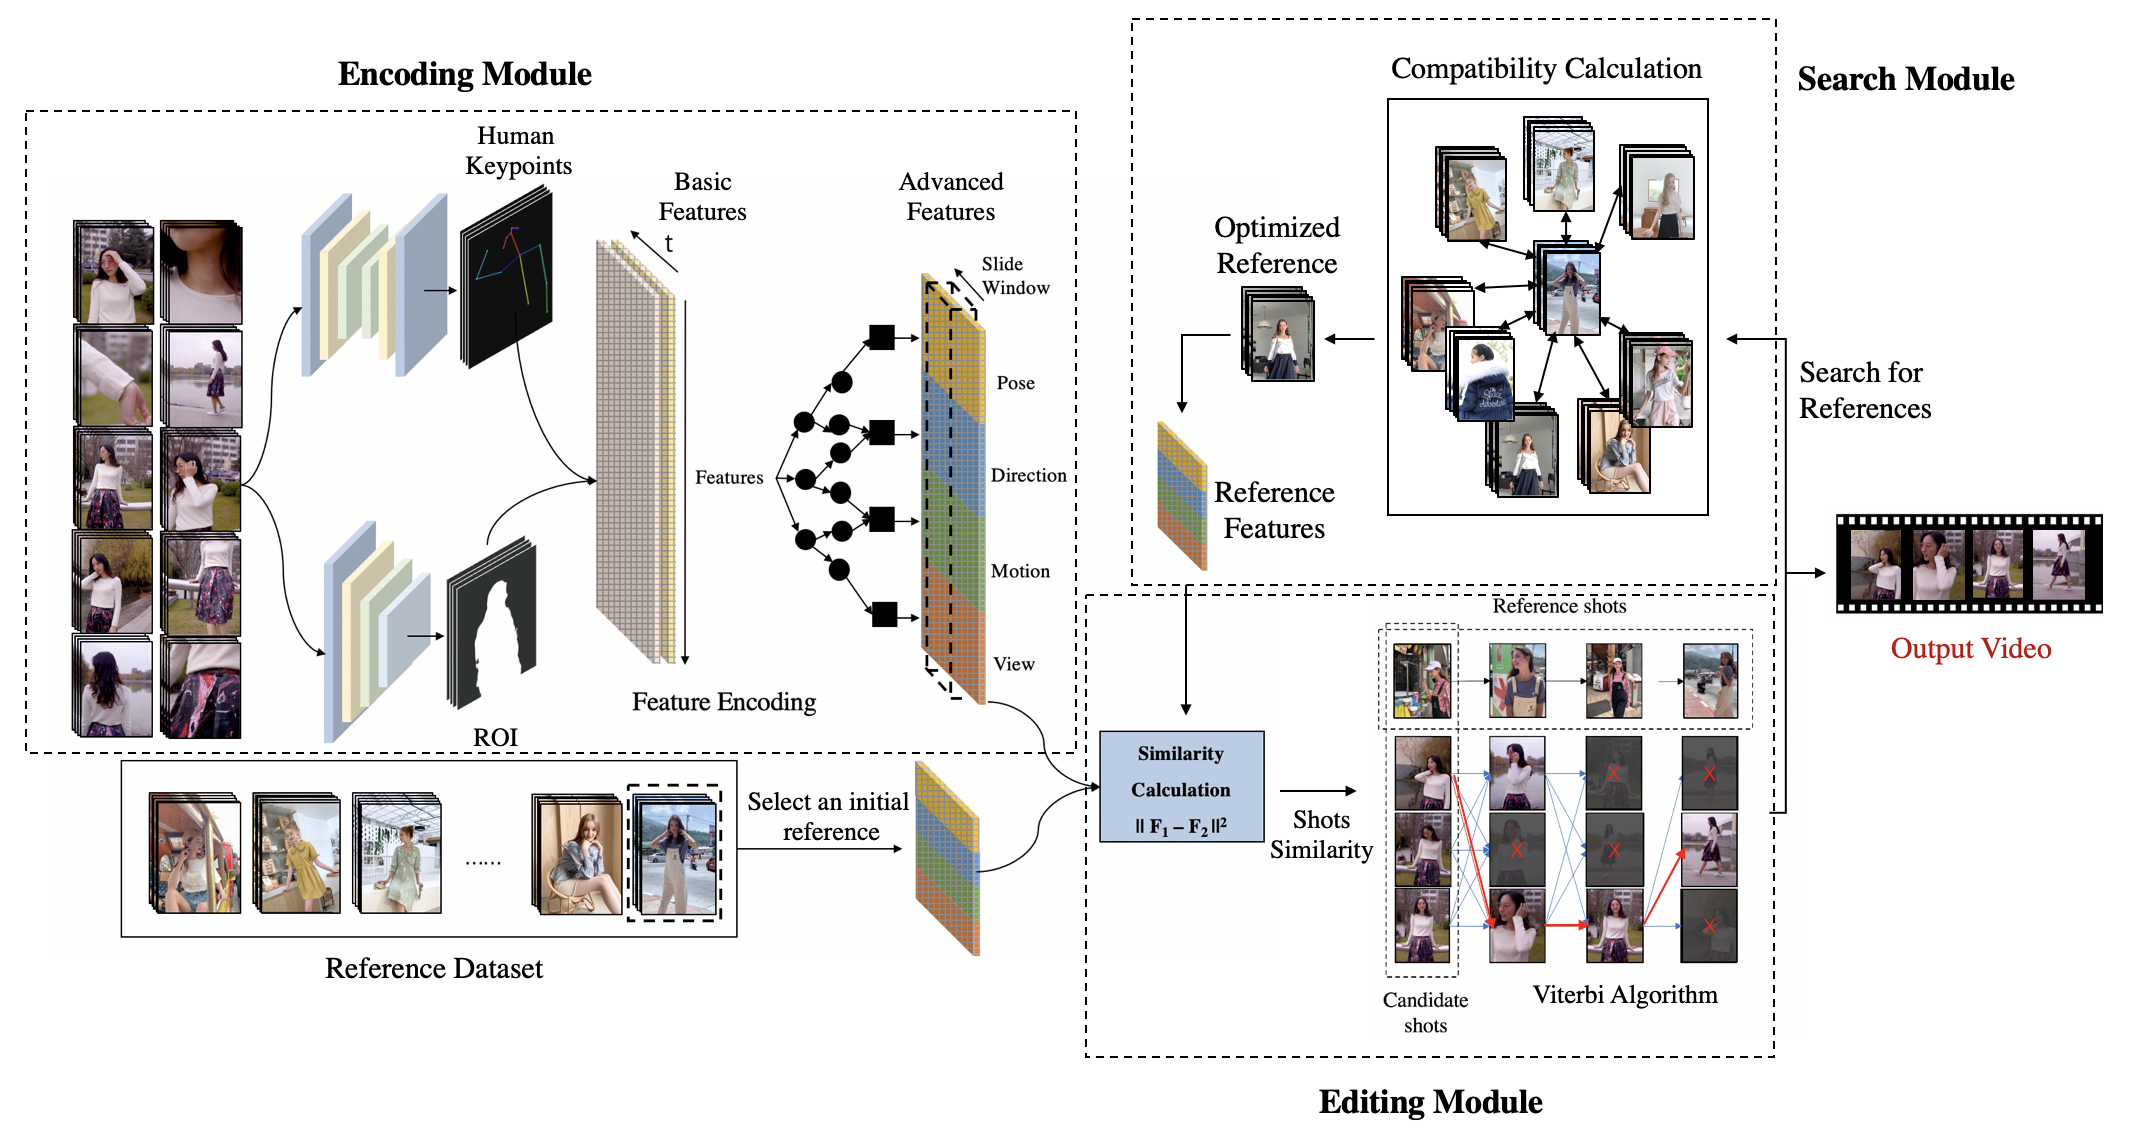 Encoding Module
Human
Keypoints
Basic
Features
t
Advanced
Features
Slide
Window
Pose
Direction
Motion
View
Features
Feature Encoding
ROI
Reference Dataset
......
Select an initial
reference
Search Module
Compatibility Calculation
Optimized
Reference
Reference
Features
Search for
References
Output Video
Similarity
Calculation
|| F1 – F2 ||²
Shots
Similarity
Reference shots
X
X
X
X
X
Candidate
shots
Viterbi Algorithm
Editing Module